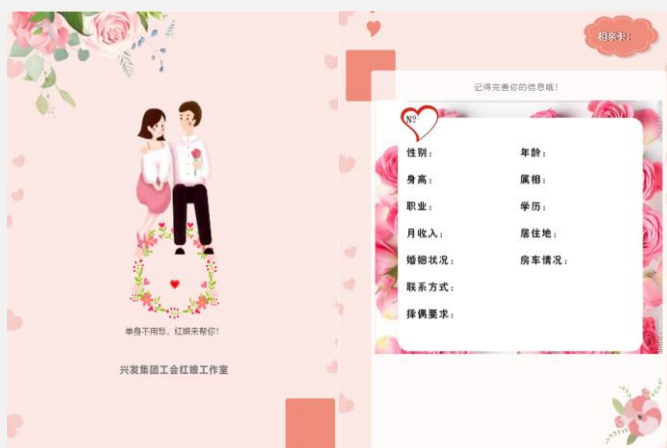 单身不用愁，红娘来帮你！
兴发集团工会红娘工作室
相亲卡！
记得完善你的信息哦！
Nº
性别：
年龄：
身高：
属相：
职业：
学历：
月收入：
居住地：
婚姻状况：
房车情况：
联系方式：
择偶要求：